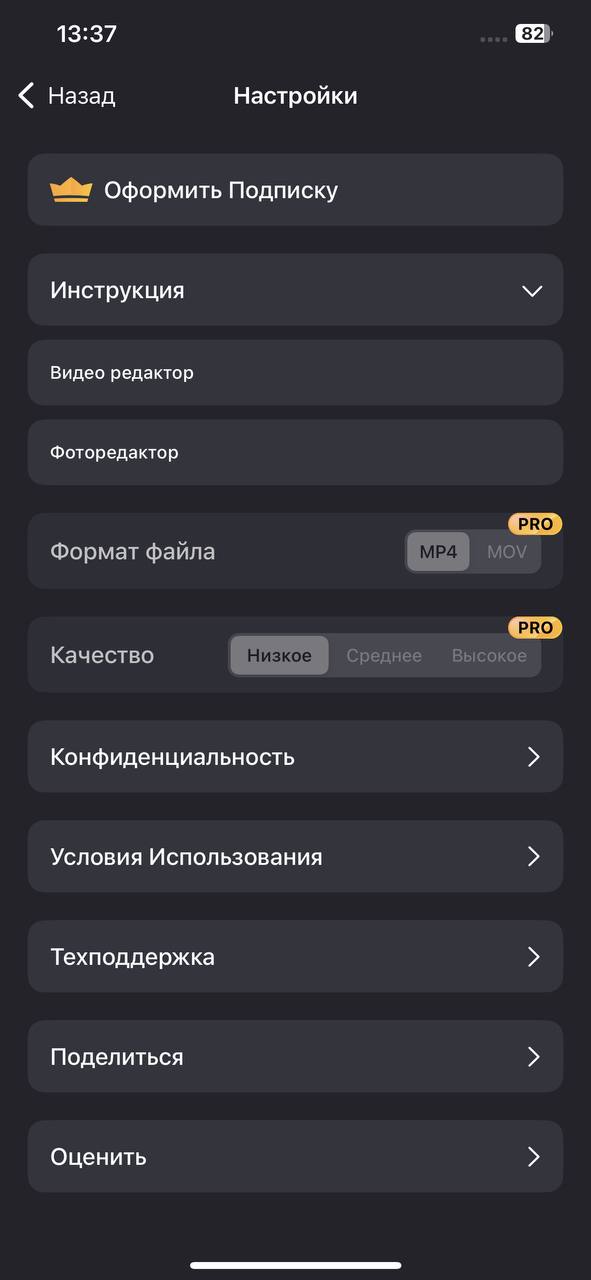 13:37
82
Назад
Настройки
Оформить Подписку
Инструкция
Видео редактор
Фоторедактор
PRO
Формат файла MP4 MOV
PRO
Качество Низкое Среднее Высокое
Конфиденциальность
Условия Использования
Техподдержка
Поделиться
Оценить